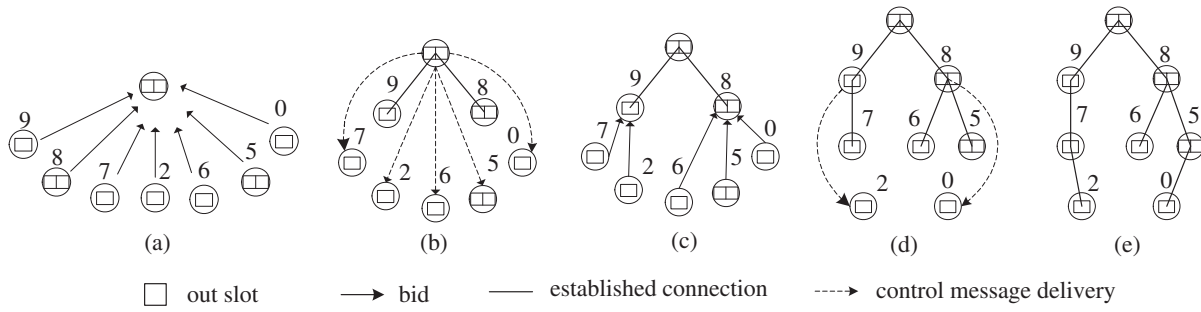 9 8 7 2 6 5 0
(a)
9 8
7 2 6 5 0
(b)
9 8
7 2 6 5 0
(c)
9 8
7 6 5
2 0
(d)
9 8
7 6 5
2 0
(e)
out slot
bid
established connection
control message delivery